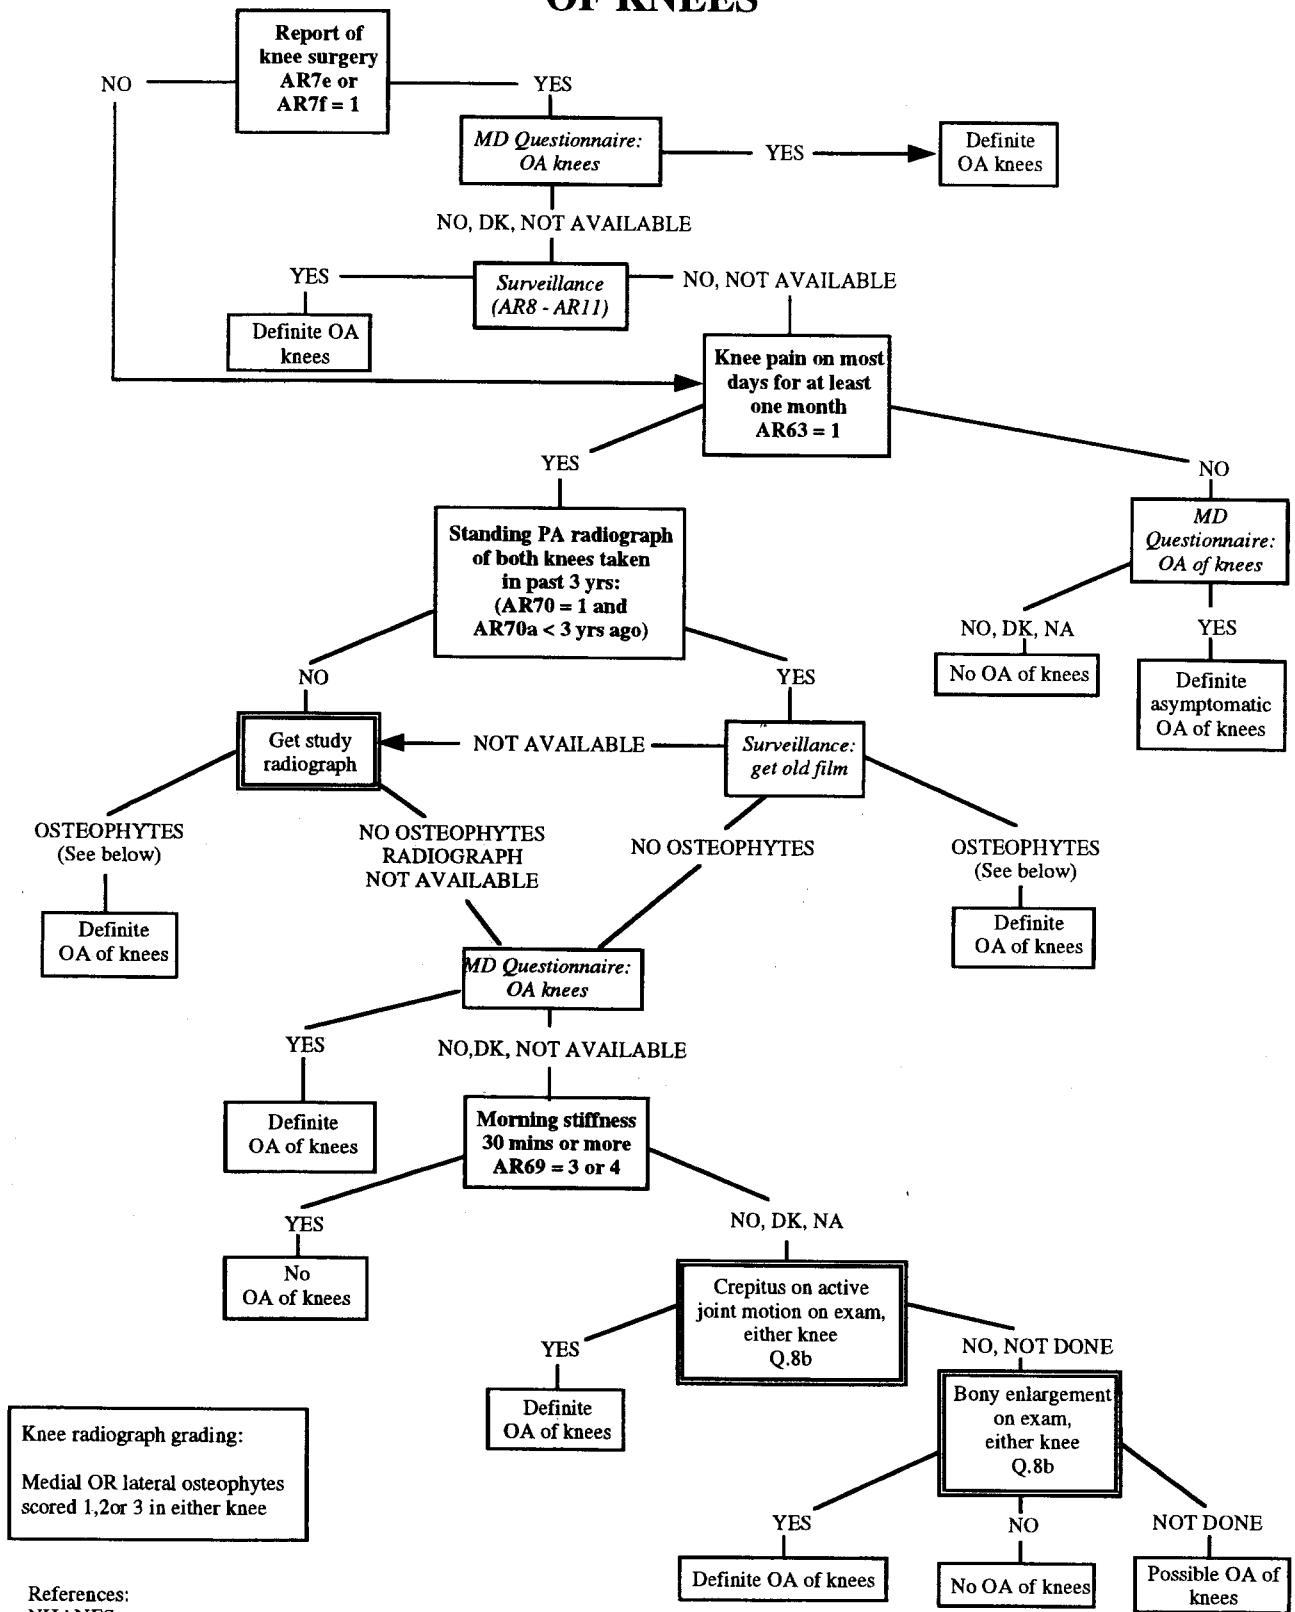 OF KNEES
Report of
knee surgery
AR7e or
AR7f = 1
NO
YES
MD Questionnaire:
OA knees
YES
Definite
OA knees
NO, DK, NOT AVAILABLE
YES
Surveillance
(AR8 - AR11)
NO, NOT AVAILABLE
Definite OA
knees
Knee pain on most
days for at least
one month
AR63 = 1
YES
NO
Standing PA radiograph
of both knees taken
in past 3 yrs:
(AR70 = 1 and
AR70a < 3 yrs ago)
MD
Questionnaire:
OA of knees
NO, DK, NA
YES
No OA of knees
Definite
asymptomatic
OA of knees
NO
YES
Get study
radiograph
NOT AVAILABLE
Surveillance:
get old film
OSTEOPHYTES
(See below)
NO OSTEOPHYTES
RADIOGRAPH
NOT AVAILABLE
NO OSTEOPHYTES
OSTEOPHYTES
(See below)
Definite
OA of knees
Definite
OA of knees
MD Questionnaire:
OA knees
YES
NO,DK, NOT AVAILABLE
Definite
OA of knees
Morning stiffness
30 mins or more
AR69 = 3 or 4
YES
NO, DK, NA
No
OA of knees
Crepitus on active
joint motion on exam,
either knee
Q.8b
YES
NO, NOT DONE
Definite
OA of knees
Bony enlargement
on exam,
either knee
Q.8b
Knee radiograph grading:
Medial OR lateral osteophytes
scored 1,2or 3 in either knee
YES
NO
NOT DONE
Definite OA of knees
No OA of knees
Possible OA of
knees
References: